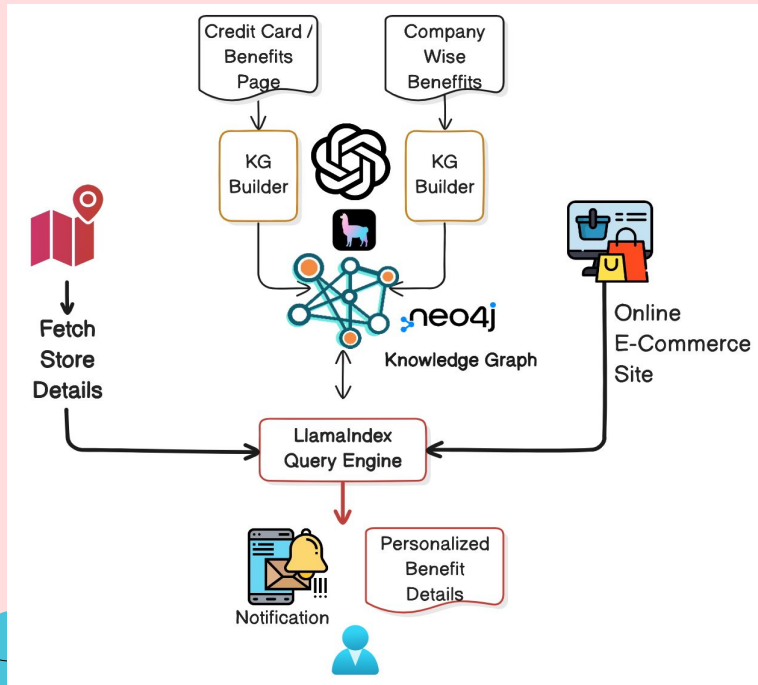 Credit Card /
Benefits
Page
Company
Wise
Beneffits
KG
Builder
KG
Builder
neo4j
Knowledge Graph
Fetch
Store
Details
Online
E-Commerce
Site
LlamaIndex
Query Engine
Personalized
Benefit
Details
!!!
Notification